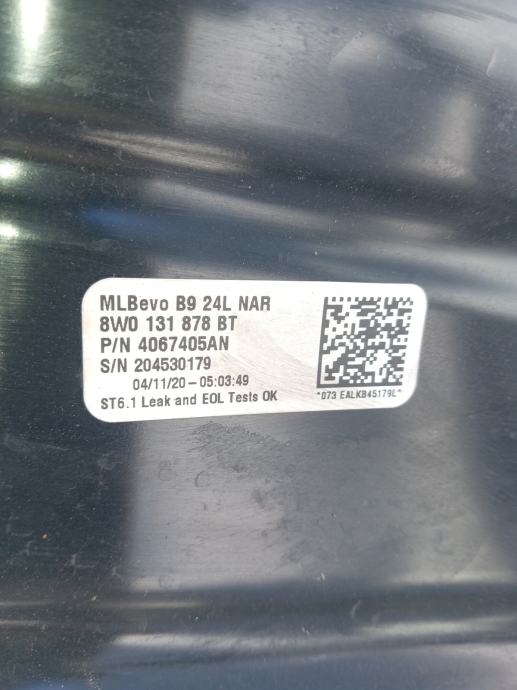 MLBevo B9 24L NAR
8W0 131 878 BT
P/N 4067405AN
S/N 204530179
04/11/20 - 05:03:49
ST6.1 Leak and EOL Tests OK
*073 EALKB45179L*